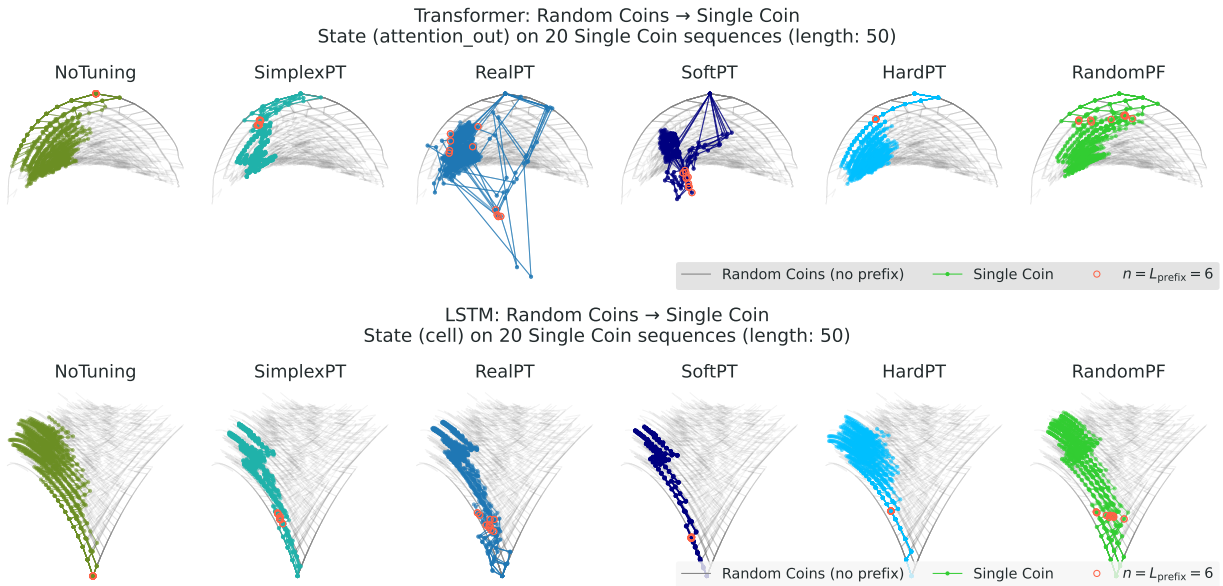 Transformer: Random Coins → Single Coin
State (attention_out) on 20 Single Coin sequences (length: 50)
NoTuning SimplexPT RealPT SoftPT HardPT RandomPF
Random Coins (no prefix) Single Coin n = L_prefix = 6
LSTM: Random Coins → Single Coin
State (cell) on 20 Single Coin sequences (length: 50)
NoTuning SimplexPT RealPT SoftPT HardPT RandomPF
Random Coins (no prefix) Single Coin n = L_prefix = 6